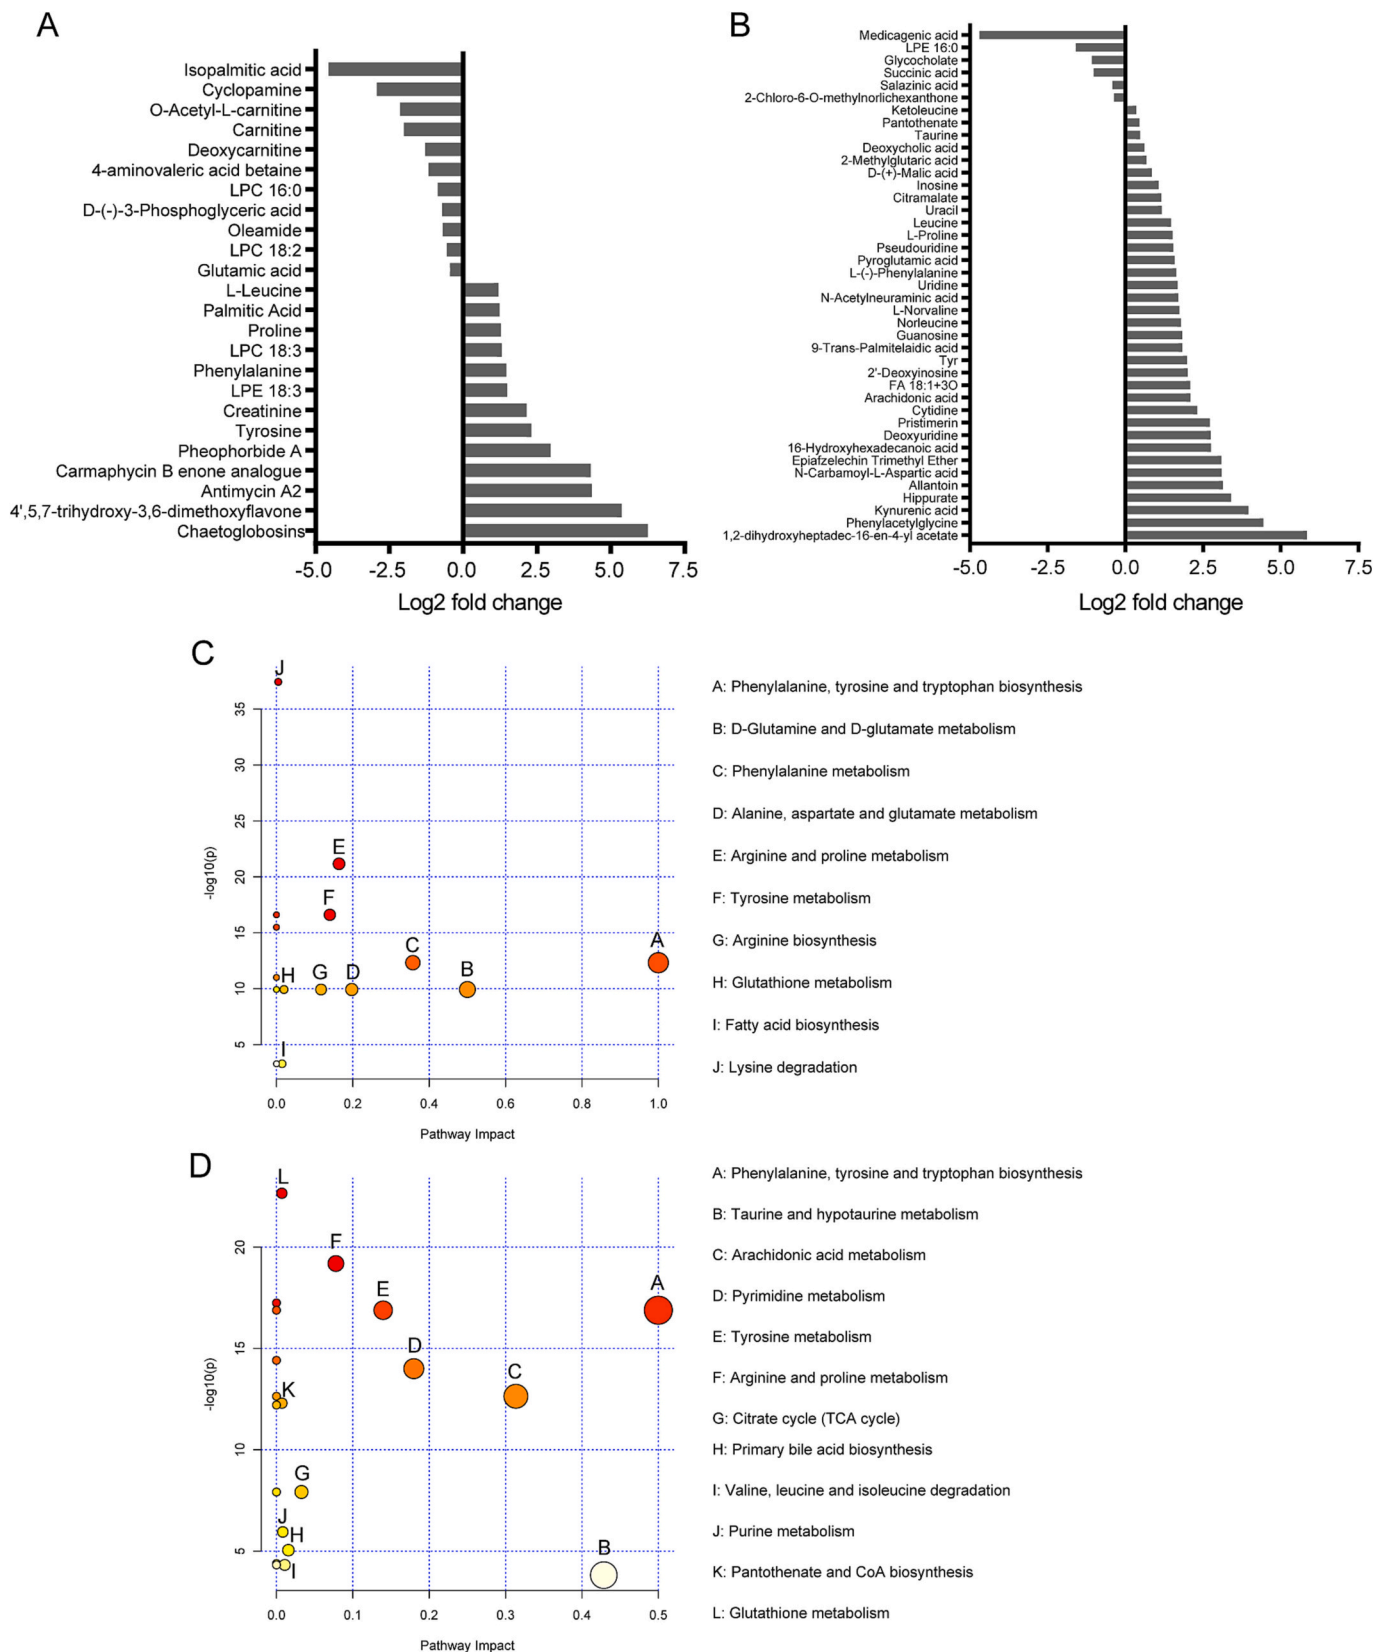 A
Isopalmitic acid
Cyclopamine
O-Acetyl-L-carnitine
Carnitine
Deoxycarnitine
4-aminovaleric acid betaine
LPC 16:0
D-(-)-3-Phosphoglyceric acid
Oleamide
LPC 18:2
Glutamic acid
L-Leucine
Palmitic Acid
Proline
LPC 18:3
Phenylalanine
LPE 18:3
Creatinine
Tyrosine
Pheophorbide A
Carmaphycin B enone analogue
Antimycin A2
4',5,7-trihydroxy-3,6-dimethoxyflavone
Chaetoglobosins
-5.0 -2.5 0.0 2.5 5.0 7.5
Log2 fold change
B
Medicagenic acid
LPE 16:0
Glycocholate
Succinic acid
Salazinic acid
2-Chloro-6-O-methylnorlichexanthone
Ketoleucine
Pantothenate
Taurine
Deoxycholic acid
2-Methylglutaric acid
D-(+)-Malic acid
Inosine
Citramalate
Uracil
Leucine
L-Proline
Pseudouridine
Pyroglutamic acid
L-(-)-Phenylalanine
Uridine
N-Acetylneuraminic acid
L-Norvaline
Norleucine
Guanosine
9-Trans-Palmitelaidic acid
Tyr
2'-Deoxyinosine
FA 18:1+3O
Arachidonic acid
Cytidine
Pristimerin
Deoxyuridine
16-Hydroxyhexadecanoic acid
Epiafzelechin Trimethyl Ether
N-Carbamoyl-L-Aspartic acid
Allantoin
Hippurate
Kynurenic acid
Phenylacetylglycine
1,2-dihydroxyheptadec-16-en-4-yl acetate
-5.0 -2.5 0.0 2.5 5.0 7.5
Log2 fold change
C
J
35
30
25
E
20
F
15
C
A
H G D B
10
I
5
-log10(p)
0.0 0.2 0.4 0.6 0.8 1.0
Pathway Impact
A: Phenylalanine, tyrosine and tryptophan biosynthesis
B: D-Glutamine and D-glutamate metabolism
C: Phenylalanine metabolism
D: Alanine, aspartate and glutamate metabolism
E: Arginine and proline metabolism
F: Tyrosine metabolism
G: Arginine biosynthesis
H: Glutathione metabolism
I: Fatty acid biosynthesis
J: Lysine degradation
D
L
F
20
E
A
D
15
C
K
10
G
J
H
5
I
B
-log10(p)
0.0 0.1 0.2 0.3 0.4 0.5
Pathway Impact
A: Phenylalanine, tyrosine and tryptophan biosynthesis
B: Taurine and hypotaurine metabolism
C: Arachidonic acid metabolism
D: Pyrimidine metabolism
E: Tyrosine metabolism
F: Arginine and proline metabolism
G: Citrate cycle (TCA cycle)
H: Primary bile acid biosynthesis
I: Valine, leucine and isoleucine degradation
J: Purine metabolism
K: Pantothenate and CoA biosynthesis
L: Glutathione metabolism